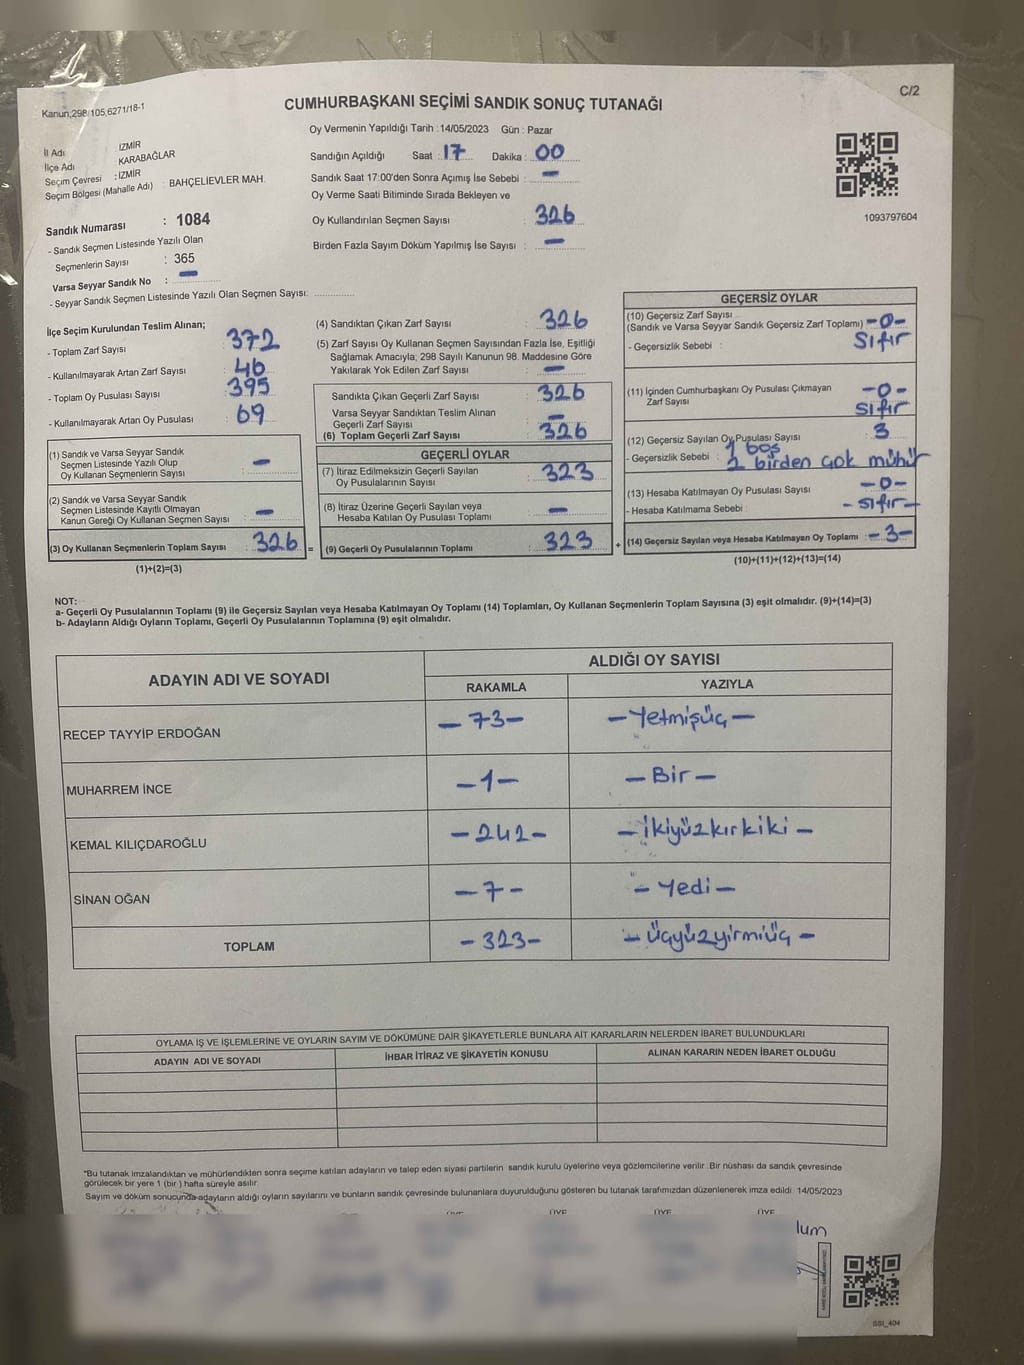 Kanun,298/105,6271/18-1
C/2
CUMHURBAŞKANI SEÇİMİ SANDIK SONUÇ TUTANAĞI
Oy Vermenin Yapıldığı Tarih : 14/05/2023 Gün : Pazar
İl Adı İZMİR
İlçe Adı KARABAĞLAR
Seçim Çevresi : İZMİR
Seçim Bölgesi (Mahalle Adı) : BAHÇELİEVLER MAH.
Sandığın Açıldığı Saat : 17 Dakika : 00
Sandık Saat 17:00'den Sonra Açımış İse Sebebi : —
Oy Verme Saati Bitiminde Sırada Bekleyen ve
Oy Kullandırılan Seçmen Sayısı : 326
Birden Fazla Sayım Döküm Yapılmış İse Sayısı : —
1093797604
Sandık Numarası : 1084
- Sandık Seçmen Listesinde Yazılı Olan
Seçmenlerin Sayısı : 365
Varsa Seyyar Sandık No : —
- Seyyar Sandık Seçmen Listesinde Yazılı Olan Seçmen Sayısı: ..............
İlçe Seçim Kurulundan Teslim Alınan;
- Toplam Zarf Sayısı : 372
- Kullanılmayarak Artan Zarf Sayısı : 46
- Toplam Oy Pusulası Sayısı : 395
- Kullanılmayarak Artan Oy Pusulası : 69
(1) Sandık ve Varsa Seyyar Sandık
Seçmen Listesinde Yazılı Olup
Oy Kullanan Seçmenlerin Sayısı : —
(2) Sandık ve Varsa Seyyar Sandık
Seçmen Listesinde Kayıtlı Olmayan
Kanun Gereği Oy Kullanan Seçmen Sayısı : —
(3) Oy Kullanan Seçmenlerin Toplam Sayısı : 326 =
(1)+(2)=(3)
(4) Sandıktan Çıkan Zarf Sayısı : 326
(5) Zarf Sayısı Oy Kullanan Seçmen Sayısından Fazla İse, Eşitliği
Sağlamak Amacıyla; 298 Sayılı Kanunun 98. Maddesine Göre
Yakılarak Yok Edilen Zarf Sayısı : —
Sandıkta Çıkan Geçerli Zarf Sayısı : 326
Varsa Seyyar Sandıktan Teslim Alınan
Geçerli Zarf Sayısı : —
(6) Toplam Geçerli Zarf Sayısı : 326
GEÇERLİ OYLAR
(7) İtiraz Edilmeksizin Geçerli Sayılan
Oy Pusulalarının Sayısı : 323
(8) İtiraz Üzerine Geçerli Sayılan veya
Hesaba Katılan Oy Pusulası Toplamı : —
(9) Geçerli Oy Pusulalarının Toplamı : 323 +
GEÇERSİZ OYLAR
(10) Geçersiz Zarf Sayısı
(Sandık ve Varsa Seyyar Sandık Geçersiz Zarf Toplamı) -0-
- Geçersizlik Sebebi : Sıfır
(11) İçinden Cumhurbaşkanı Oy Pusulası Çıkmayan
Zarf Sayısı : -0-
sıfır
(12) Geçersiz Sayılan Oy Pusulası Sayısı : 3
- Geçersizlik Sebebi : 1 boş
2 birden çok mühür
(13) Hesaba Katılmayan Oy Pusulası Sayısı : -0-
- Hesaba Katılmama Sebebi : - sıfır -
(14) Geçersiz Sayılan veya Hesaba Katılmayan Oy Toplamı : -3-
(10)+(11)+(12)+(13)=(14)
NOT:
a- Geçerli Oy Pusulalarının Toplamı (9) ile Geçersiz Sayılan veya Hesaba Katılmayan Oy Toplamı (14) Toplamları, Oy Kullanan Seçmenlerin Toplam Sayısına (3) eşit olmalıdır. (9)+(14)=(3)
b- Adayların Aldığı Oyların Toplamı, Geçerli Oy Pusulalarının Toplamına (9) eşit olmalıdır.
ADAYIN ADI VE SOYADI ALDIĞI OY SAYISI
RAKAMLA YAZIYLA
RECEP TAYYİP ERDOĞAN -73- -Yetmişüç-
MUHARREM İNCE -1- -Bir-
KEMAL KILIÇDAROĞLU -242- -İkiyüzkırkiki-
SİNAN OĞAN -7- -Yedi-
TOPLAM -323- -Üçyüzyirmiüç-
OYLAMA İŞ VE İŞLEMLERİNE VE OYLARIN SAYIM VE DÖKÜMÜNE DAİR ŞİKAYETLERLE BUNLARA AİT KARARLARIN NELERDEN İBARET BULUNDUKLARI
ADAYIN ADI VE SOYADI İHBAR İTİRAZ VE ŞİKAYETİN KONUSU ALINAN KARARIN NEDEN İBARET OLDUĞU
"Bu tutanak imzalandıktan ve mühürlendikten sonra seçime katılan adayların ve talep eden siyasi partilerin sandık kurulu üyelerine veya gözlemcilerine verilir. Bir nüshası da sandık çevresinde
görülecek bir yere 1 (bir ) hafta süreyle asılır.
Sayım ve döküm sonucunda adayların aldığı oyların sayılarını ve bunların sandık çevresinde bulunanlara duyurulduğunu gösteren bu tutanak tarafımızdan düzenlenerek imza edildi. 14/05/2023
ÜYE ÜYE ÜYE ÜYE
lum